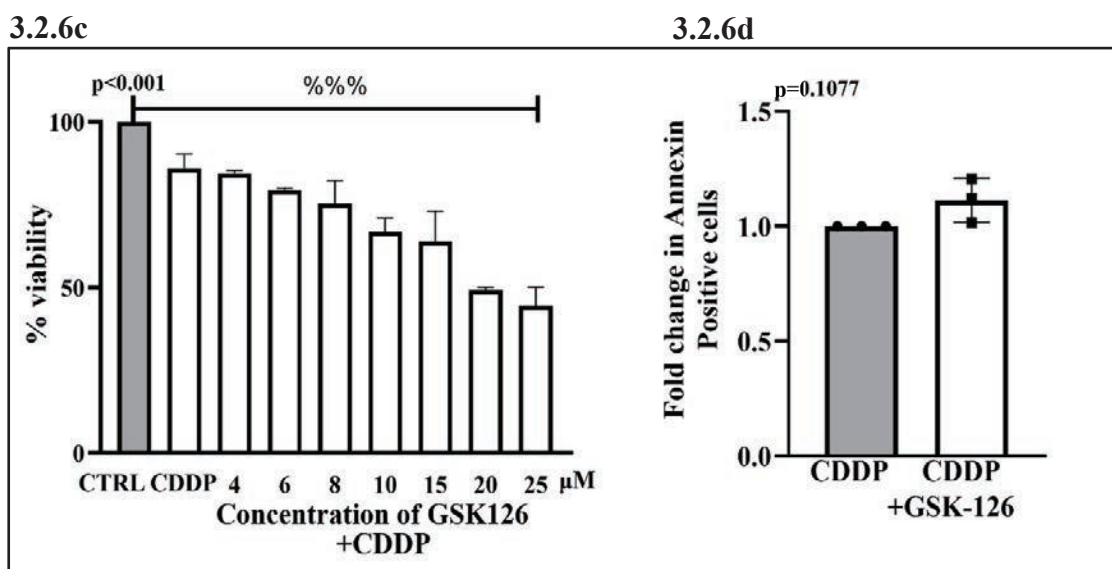 3.2.6c
3.2.6d
p<0.001
%%%
100
50
0
% viability
CTRL CDDP 4 6 8 10 15 20 25 μM
Concentration of GSK126
+CDDP
p=0.1077
1.5
1.0
0.5
0.0
Fold change in Annexin
Positive cells
CDDP CDDP
+GSK-126